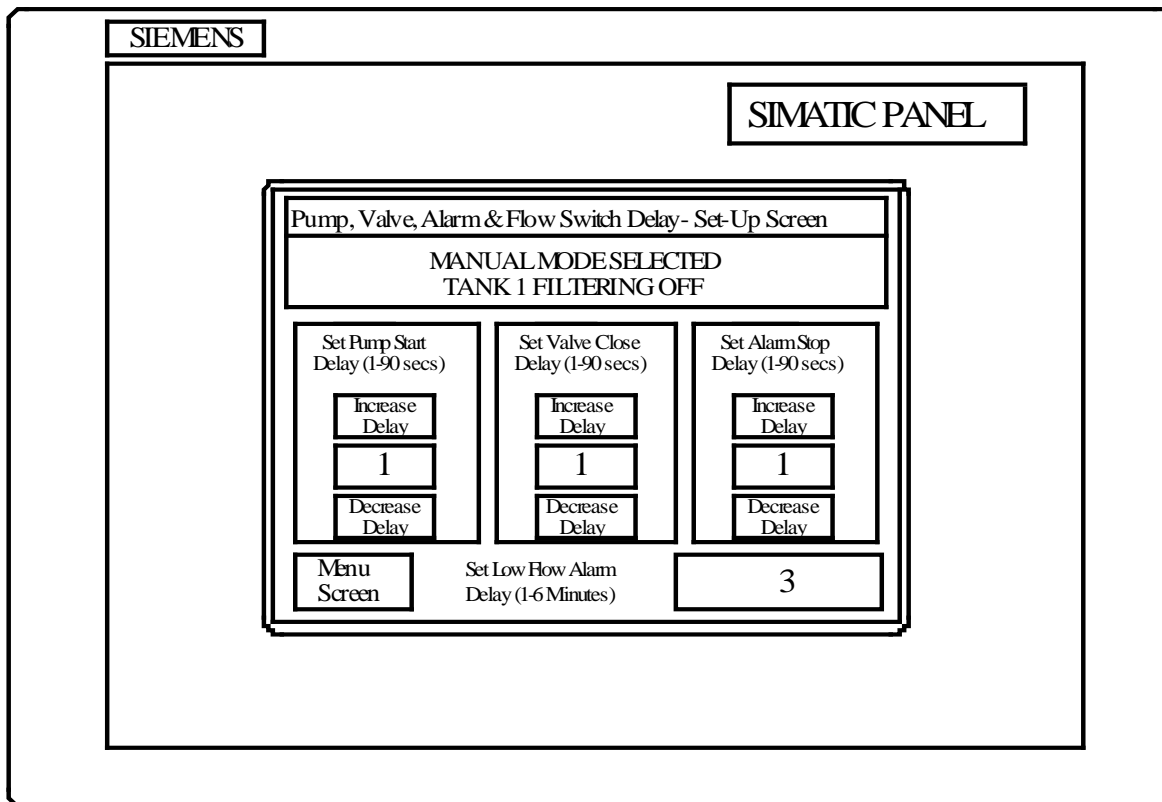 SIEMENS
SIMATIC PANEL
Pump, Valve, Alarm & Flow Switch Delay- Set-Up Screen
MANUAL MODE SELECTED
TANK 1 FILTERING OFF
Set Pump Start
Delay (1-90 secs)
Increase
Delay
1
Decrease
Delay
Set Valve Close
Delay (1-90 secs)
Increase
Delay
1
Decrease
Delay
Set Alarm Stop
Delay (1-90 secs)
Increase
Delay
1
Decrease
Delay
Menu
Screen
Set Low Flow Alarm
Delay (1-6 Minutes)
3